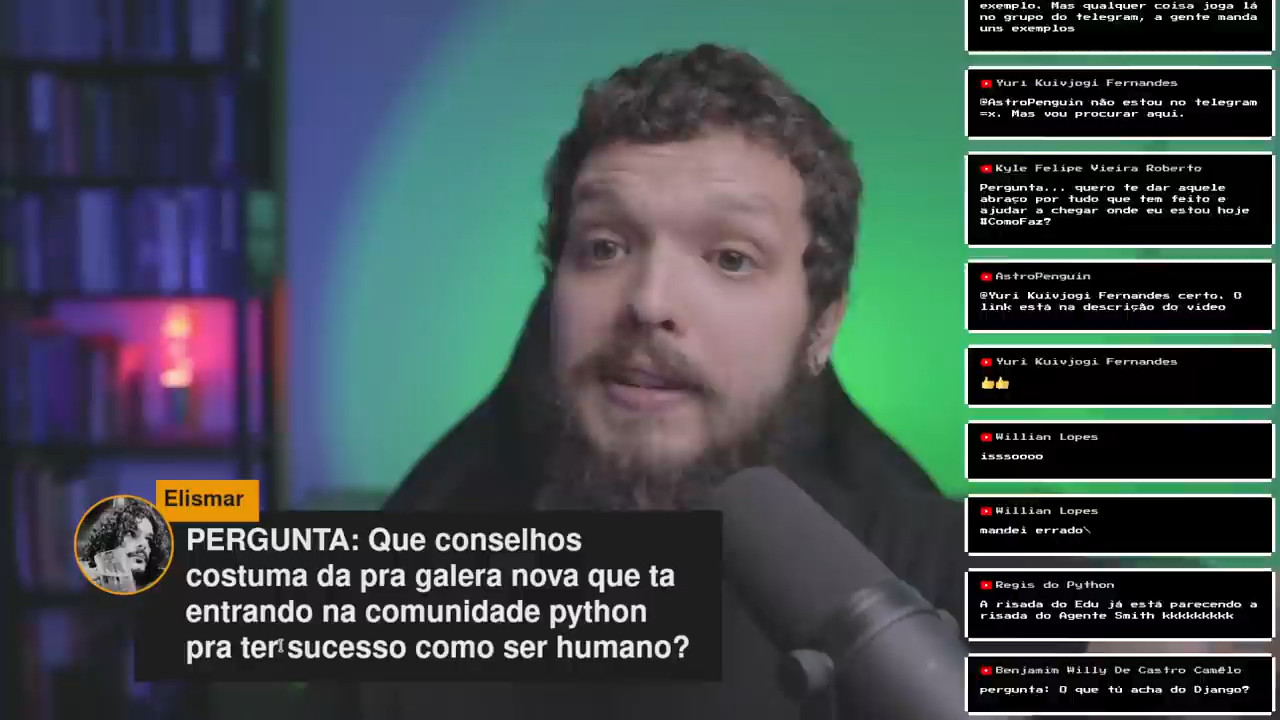 Elismar
PERGUNTA: Que conselhos
costuma da pra galera nova que ta
entrando na comunidade python
pra ter sucesso como ser humano?
exemplo. Mas qualquer coisa joga lá
no grupo do telegram, a gente manda
uns exemplos
Yuri Kuivjogi Fernandes
@AstroPenguin não estou no telegram
=x. Mas vou procurar aqui.
Kyle Felipe Vieira Roberto
Pergunta... quero te dar aquele
abraço por tudo que tem feito e
ajudar a chegar onde eu estou hoje
#ComoFaz?
AstroPenguin
@Yuri Kuivjogi Fernandes certo. O
link está na descrição do video
Yuri Kuivjogi Fernandes
👍👍
Willian Lopes
isssoooo
Willian Lopes
mandei errado\
Regis do Python
A risada do Edu já está parecendo a
risada do Agente Smith kkkkkkkkk
Benjamim Willy De Castro Camêlo
pergunta: O que tú acha do Django?